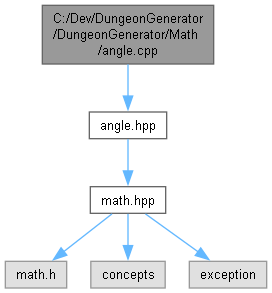 C:/Dev/DungeonGenerator
/DungeonGenerator/Math
/angle.cpp
angle.hpp
math.hpp
math.h
concepts
exception